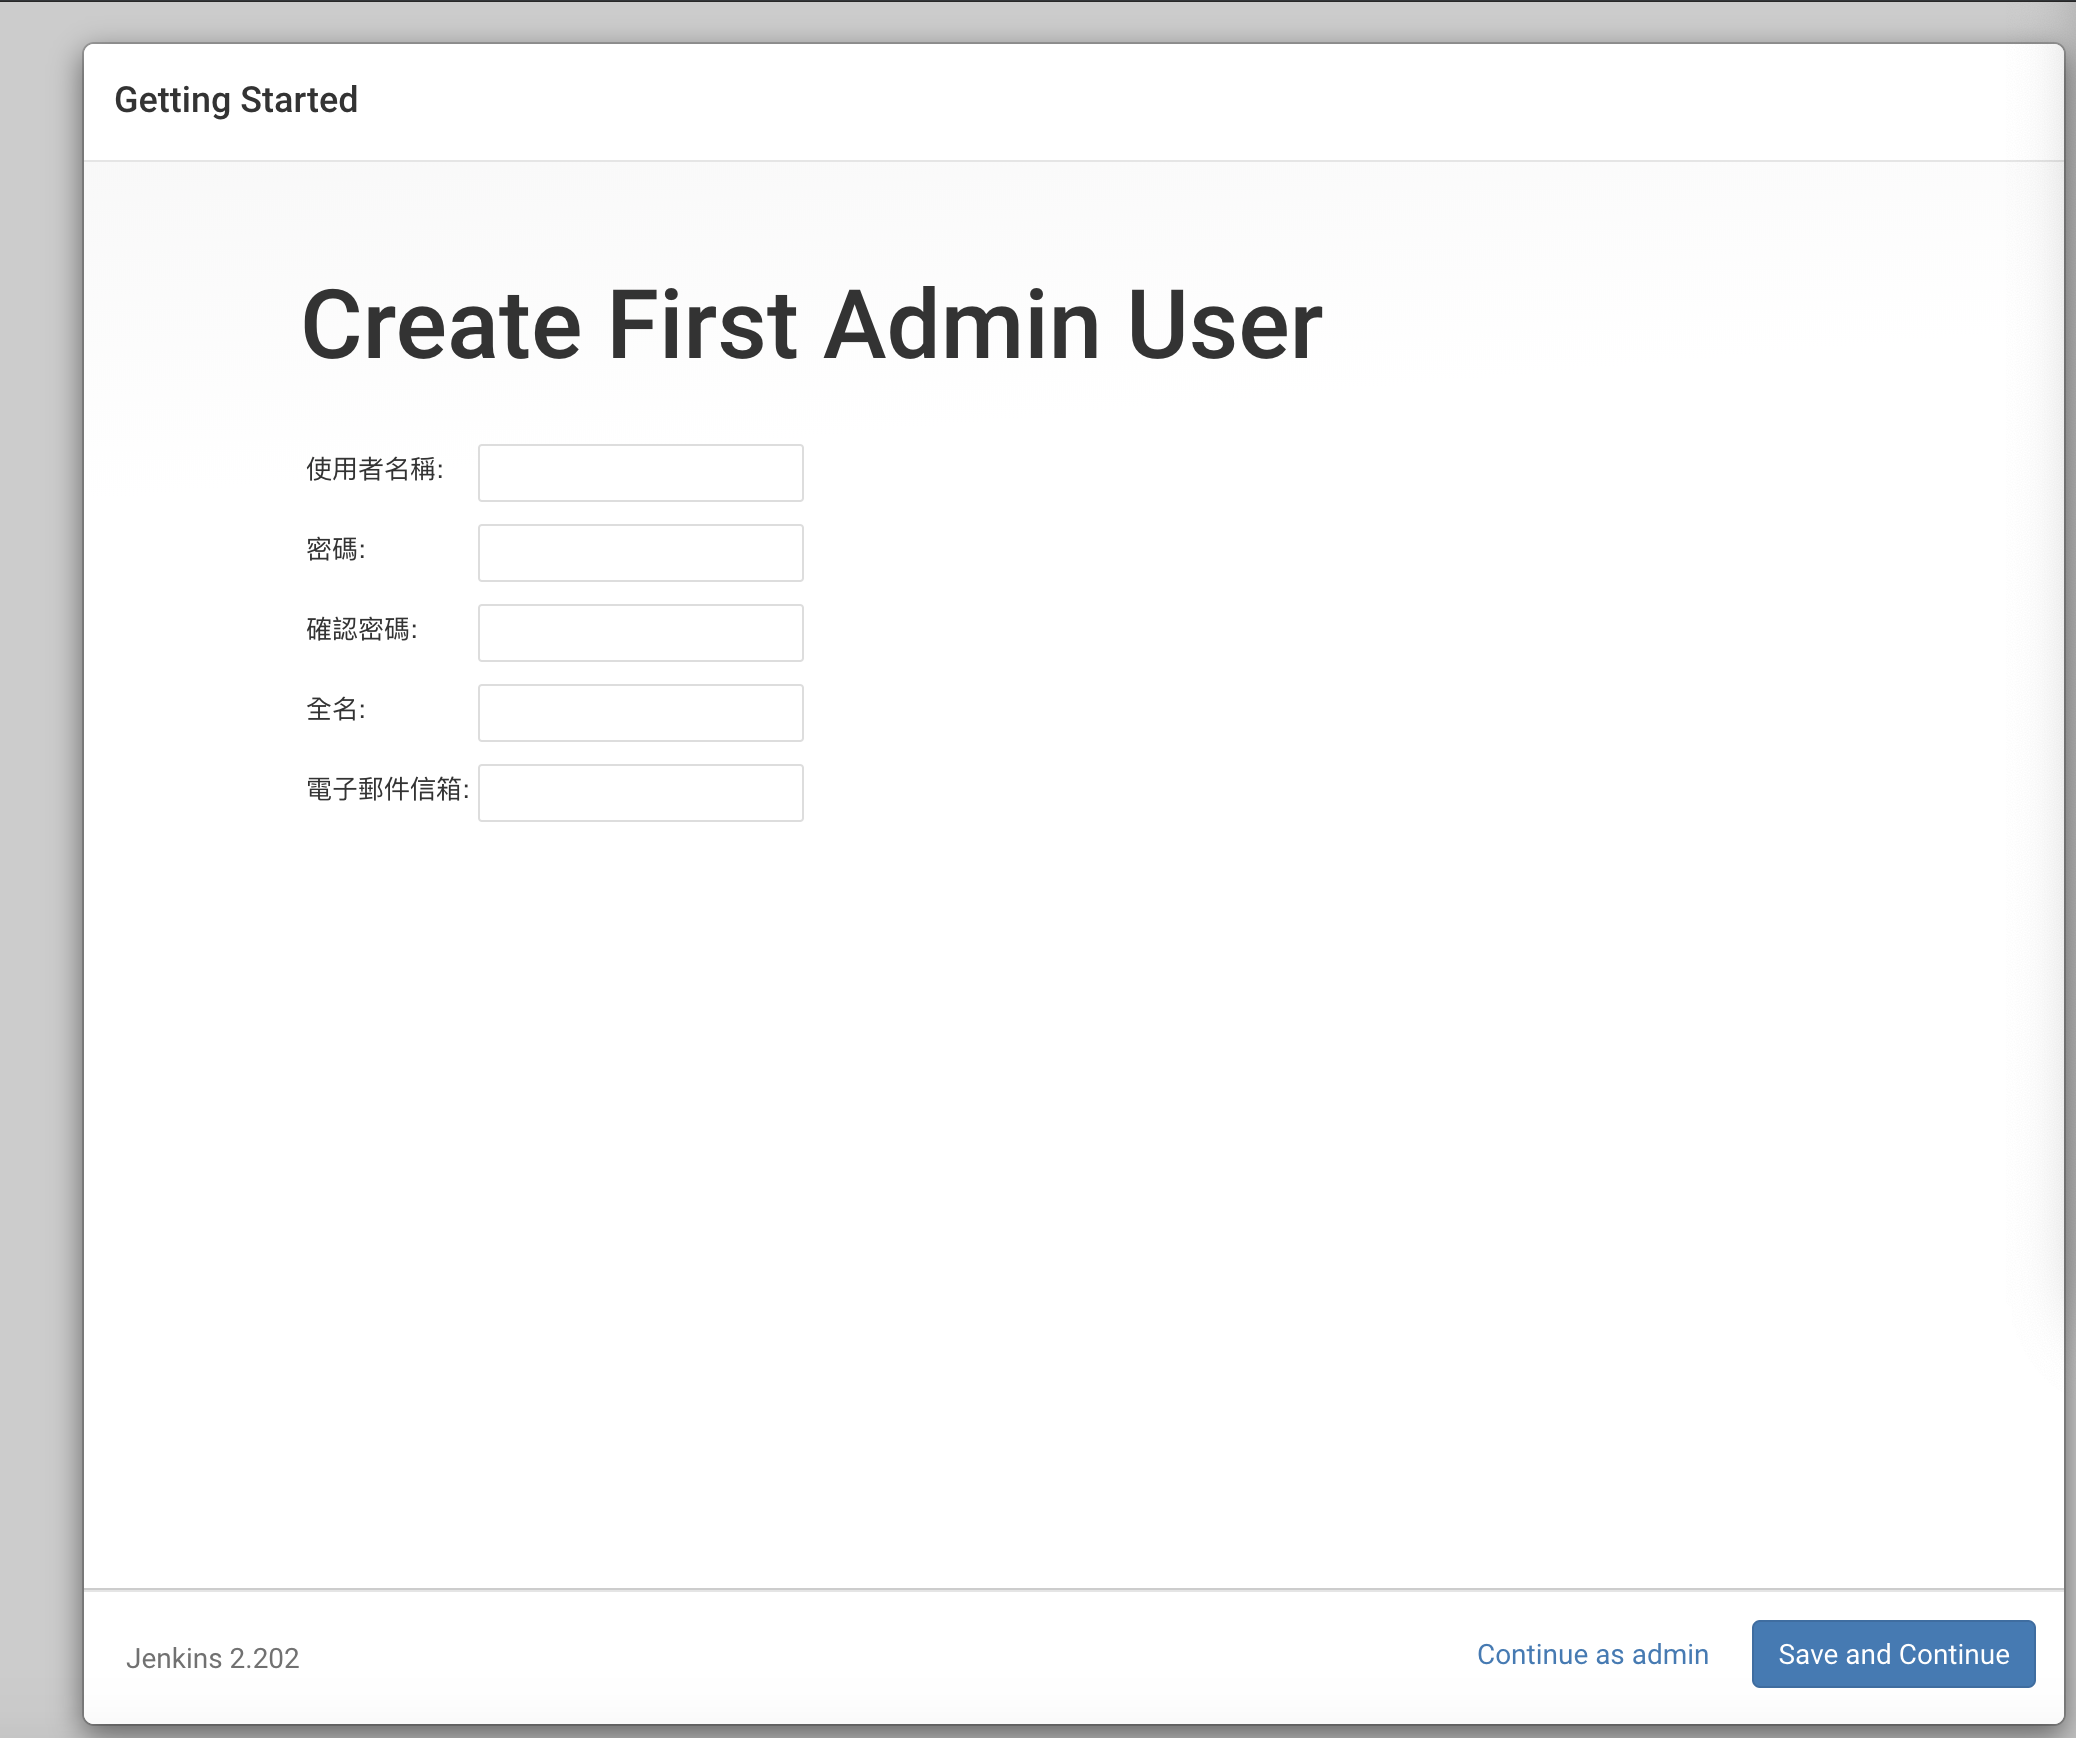 Getting Started
Create First Admin User
使用者名稱:
密碼:
確認密碼:
全名:
電子郵件信箱:
Jenkins 2.202
Continue as admin
Save and Continue